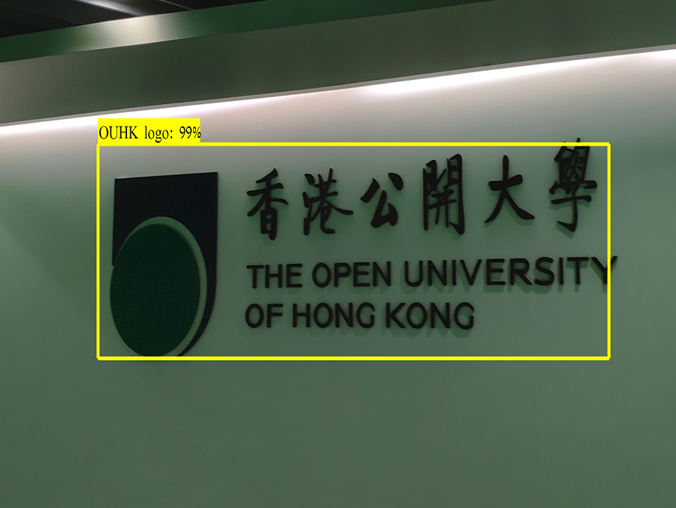 OUHK logo: 99%
香港公開大學
THE OPEN UNIVERSITY
OF HONG KONG